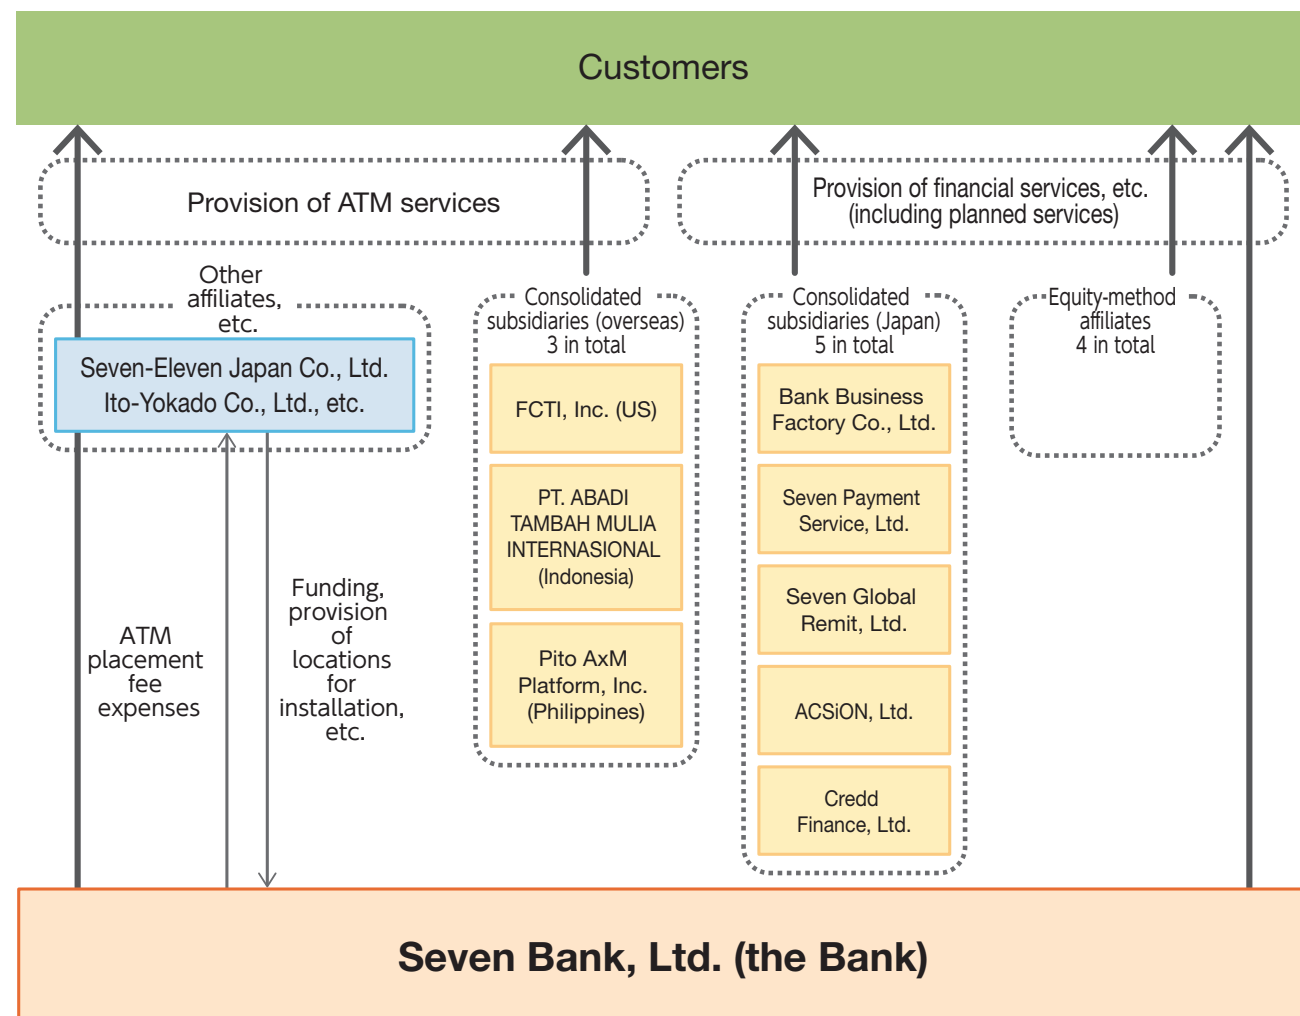 Customers
Provision of ATM services
Provision of financial services, etc.
(including planned services)
Other
affiliates,
etc.
Seven-Eleven Japan Co., Ltd.
Ito-Yokado Co., Ltd., etc.
ATM
placement
fee
expenses
Funding,
provision
of
locations
for
installation,
etc.
Consolidated
subsidiaries (overseas)
3 in total
FCTI, Inc. (US)
PT. ABADI
TAMBAH MULIA
INTERNASIONAL
(Indonesia)
Pito AxM
Platform, Inc.
(Philippines)
Consolidated
subsidiaries (Japan)
5 in total
Bank Business
Factory Co., Ltd.
Seven Payment
Service, Ltd.
Seven Global
Remit, Ltd.
ACSiON, Ltd.
Credd
Finance, Ltd.
Equity-method
affiliates
4 in total
Seven Bank, Ltd. (the Bank)